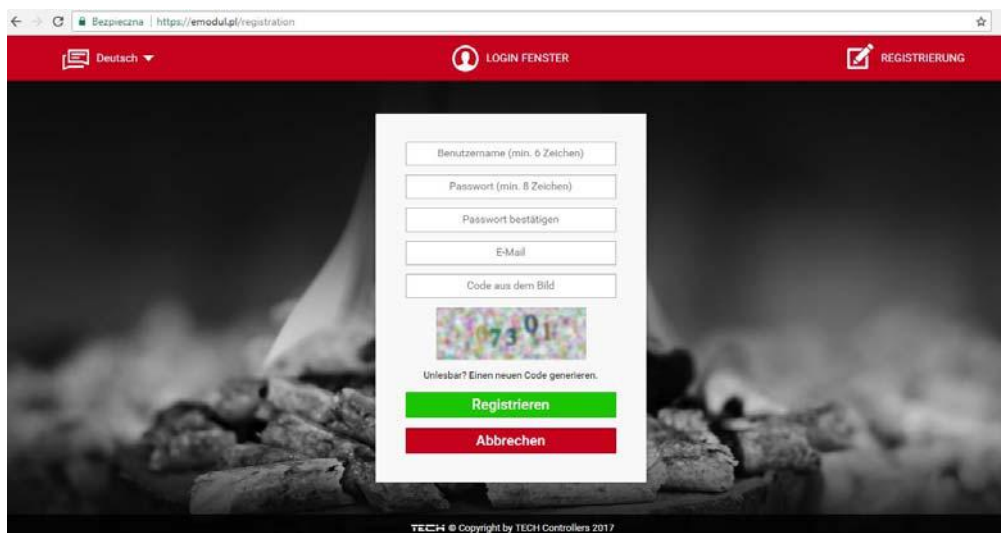 Bezpieczna | https://emodul.pl/registration
Deutsch
LOGIN FENSTER
REGISTRIERUNG
Benutzername (min. 6 Zeichen)
Passwort (min. 8 Zeichen)
Passwort bestätigen
E-Mail
Code aus dem Bild
Unlesbar? Einen neuen Code generieren.
Registrieren
Abbrechen
TECH © Copyright by TECH Controllers 2017